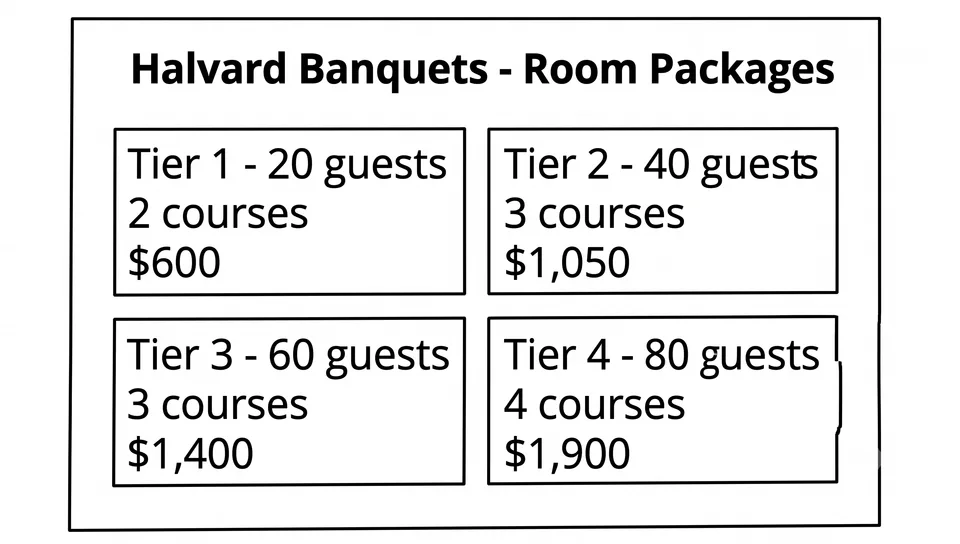 Halvard Banquets - Room Packages
Tier 1 - 20 guests
2 courses
$600
Tier 2 - 40 guests
3 courses
$1,050
Tier 3 - 60 guests
3 courses
$1,400
Tier 4 - 80 guests
4 courses
$1,900